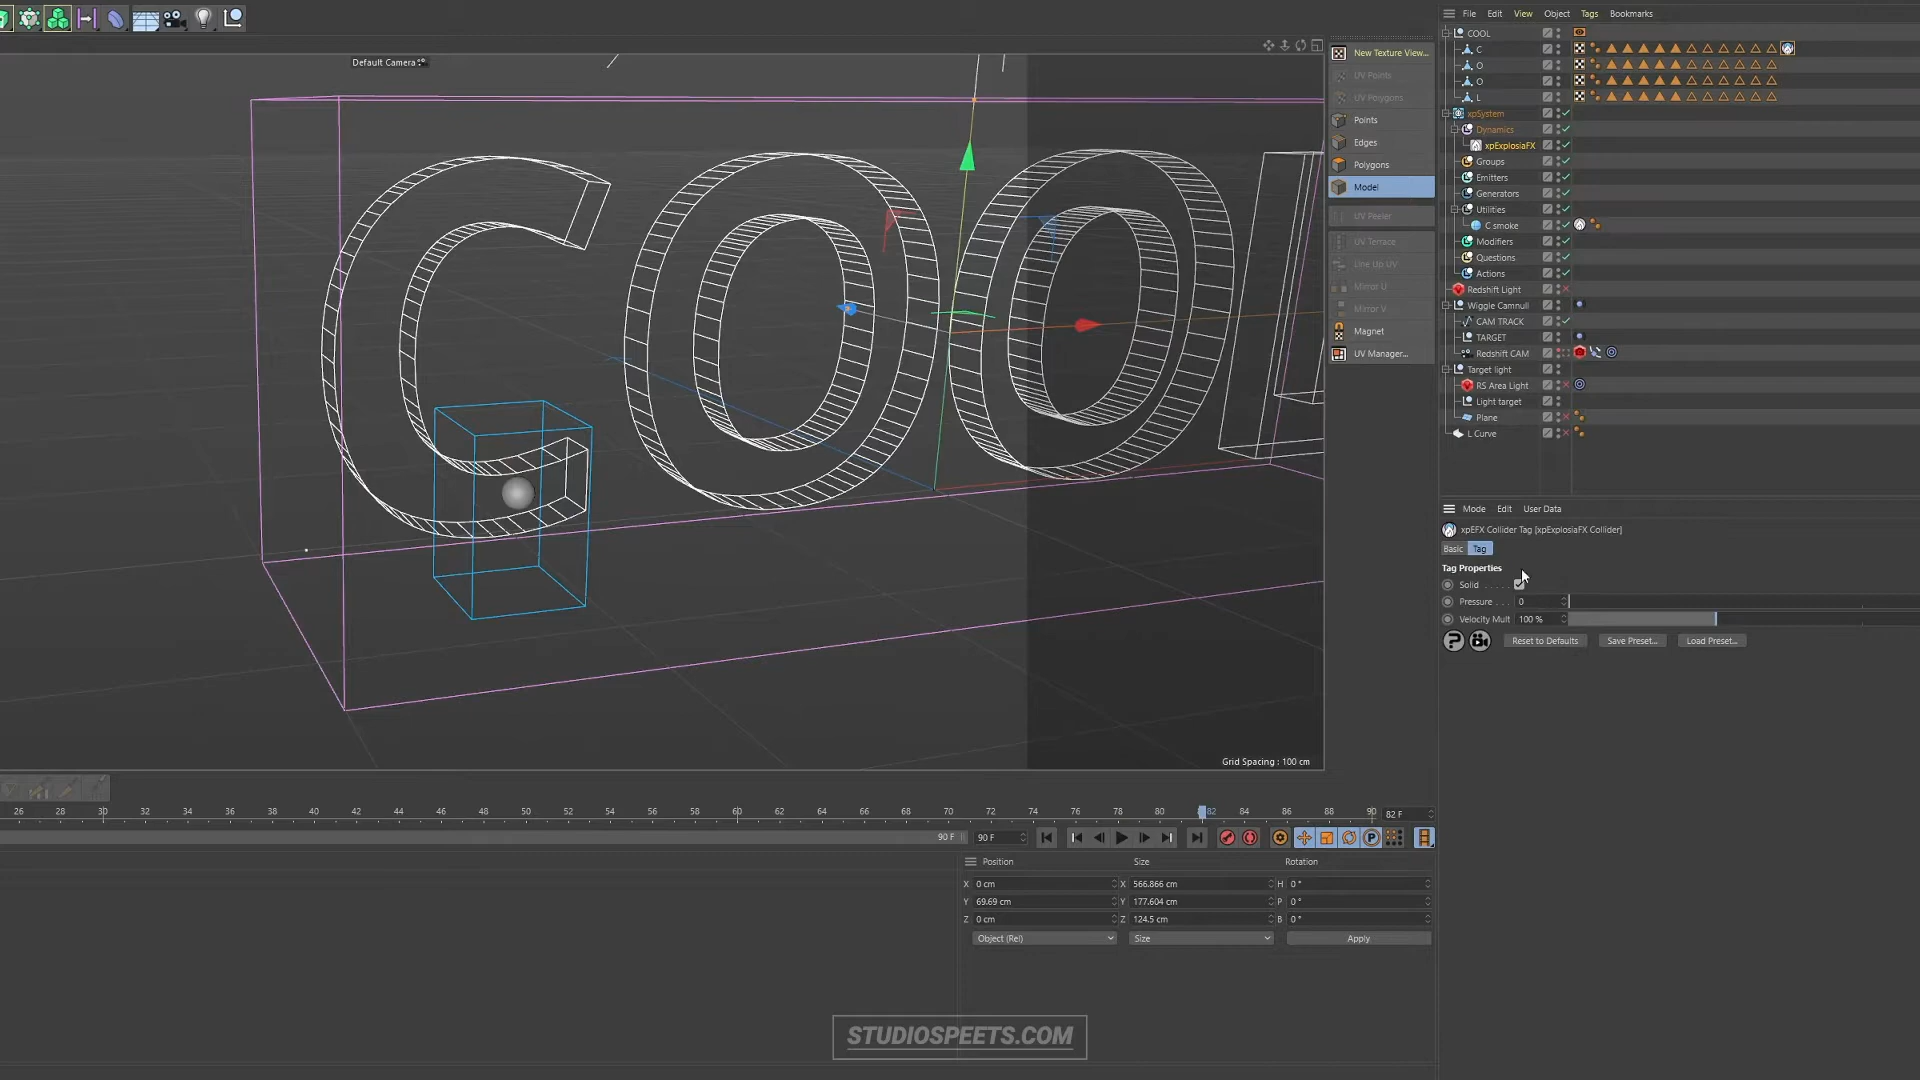 File Edit View Object Tags Bookmarks
COOL
C
O
O
L
xpSystem
Dynamics
xpExplosiaFX
Groups
Emitters
Generators
Utilities
C smoke
Modifiers
Questions
Actions
Redshift Light
Wiggle Camnull
CAM TRACK
TARGET
Redshift CAM
Target light
RS Area Light
Light target
Plane
L Curve
Default Camera
New Texture View...
UV Points
UV Polygons
Points
Edges
Polygons
Model
UV Peeler
UV Terrace
Line Up UV
Mirror U
Mirror V
Magnet
UV Manager...
COOL
Mode Edit User Data
xpEFX Collider Tag [xpExplosiaFX Collider]
Basic Tag
Tag Properties
Solid
Pressure 0
Velocity Mult 100 %
Reset to Defaults Save Preset... Load Preset...
Grid Spacing : 100 cm
26 28 30 32 34 36 38 40 42 44 46 48 50 52 54 56 58 60 62 64 66 68 70 72 74 76 78 80 82 84 86 88 90 82 F
90 F 90 F
Position Size Rotation
X 0 cm X 566.866 cm H 0 °
Y 69.69 cm Y 177.604 cm P 0 °
Z 0 cm Z 124.5 cm B 0 °
Object (Rel) Size Apply
STUDIOSPEETS.COM